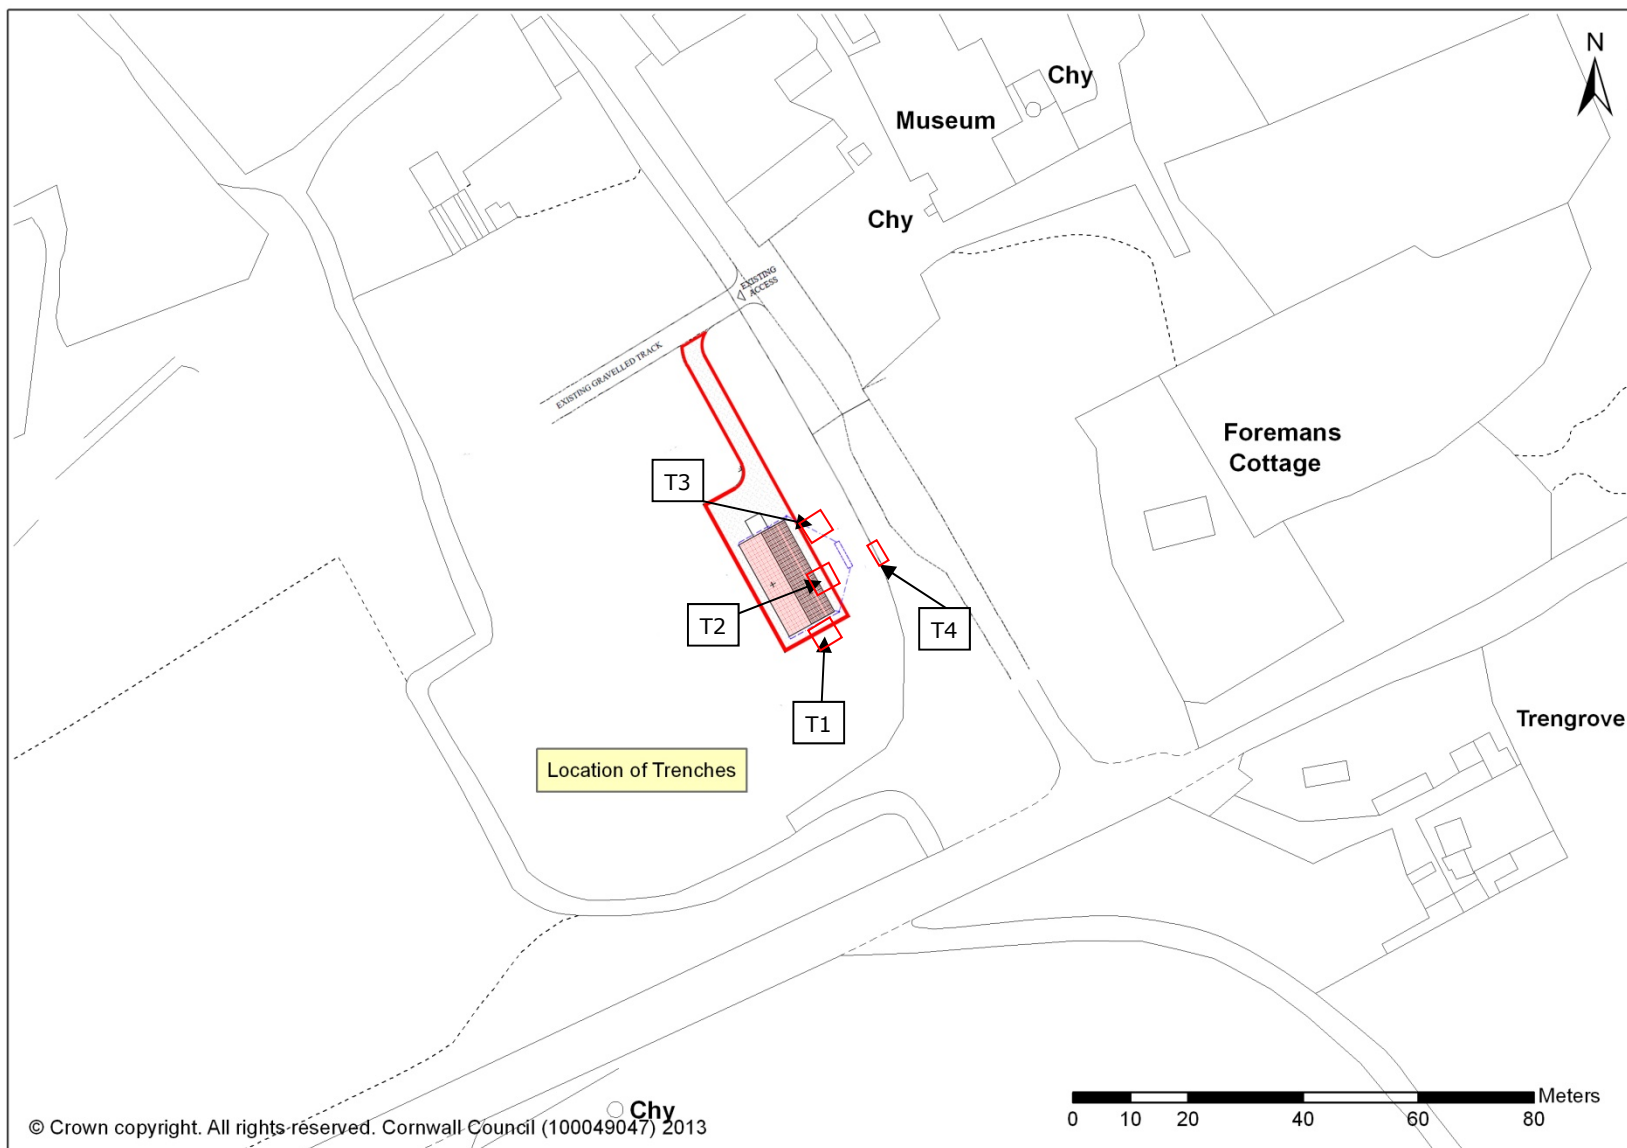 N
Chy
Museum
Chy
EXISTING
ACCESS
EXISTING GRAVELLED TRACK
Foremans
Cottage
T3
T2
T4
T1
Trengrove
Location of Trenches
Meters
0 10 20 40 60 80
Chy
© Crown copyright. All rights reserved. Cornwall Council (100049047) 2013